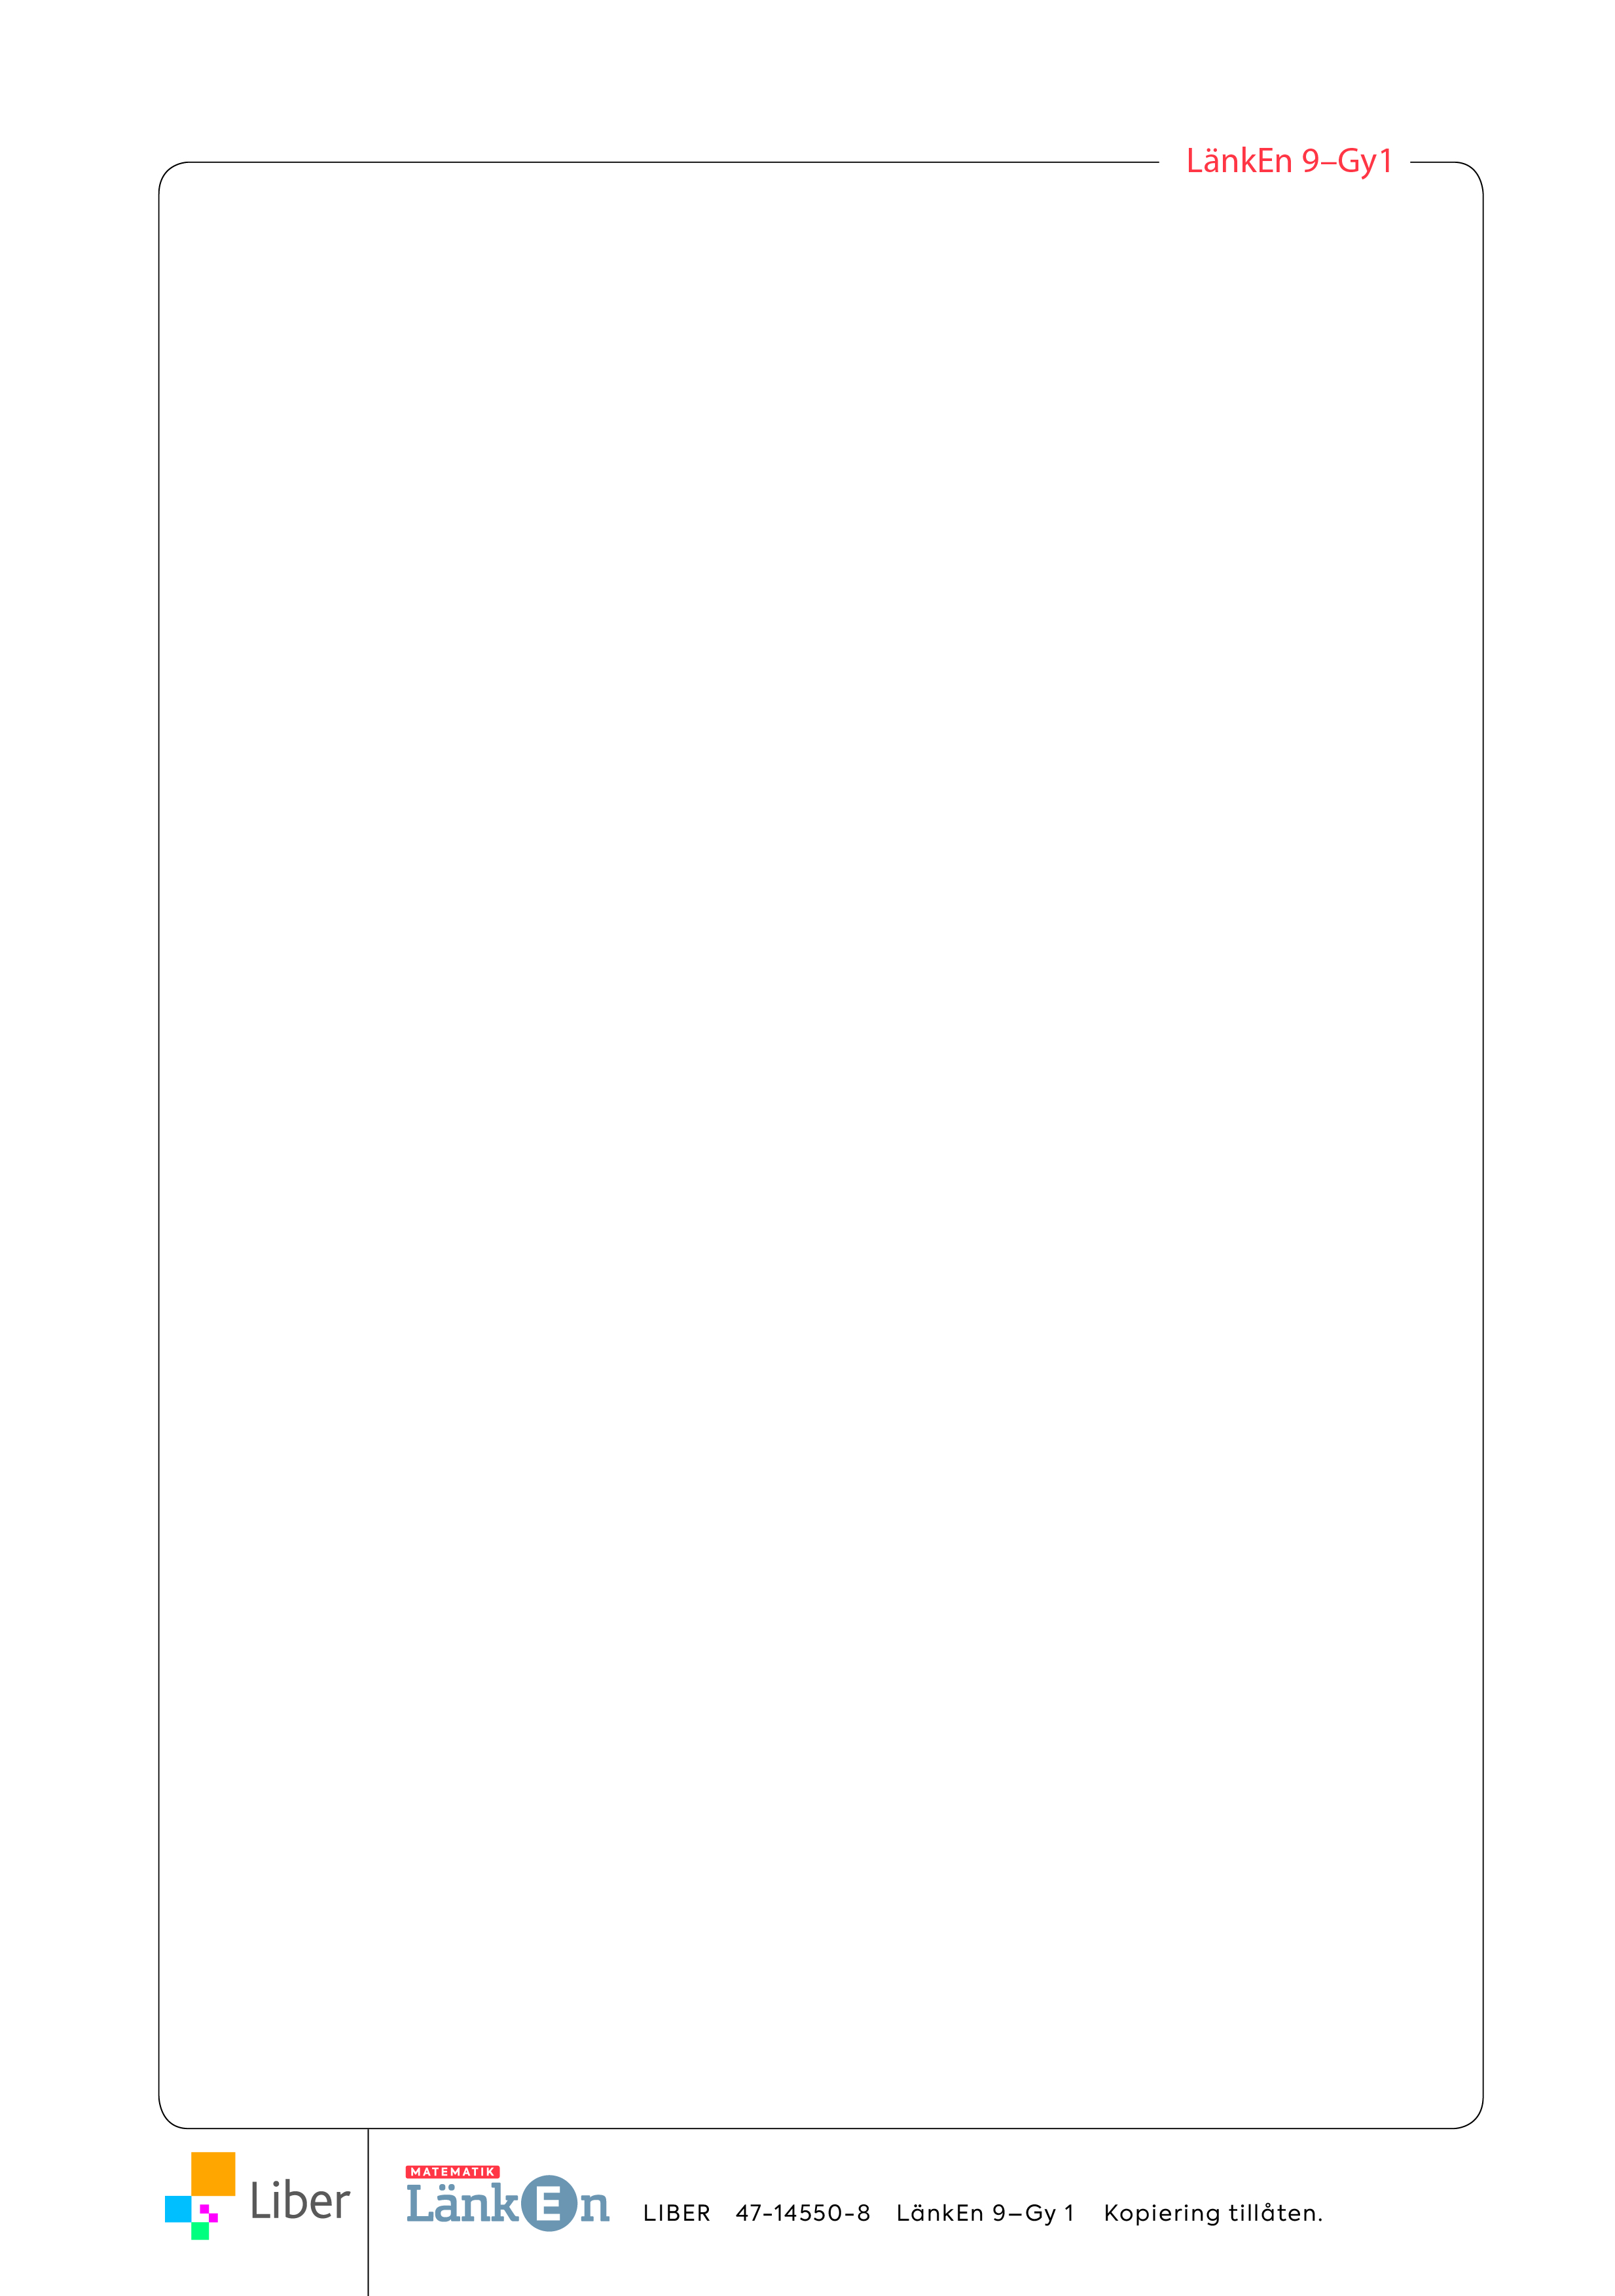 LänkEn 9–Gy1
Liber
MATEMATIK
LänkEn
LIBER 47-14550-8 LänkEn 9–Gy 1 Kopiering tillåten.